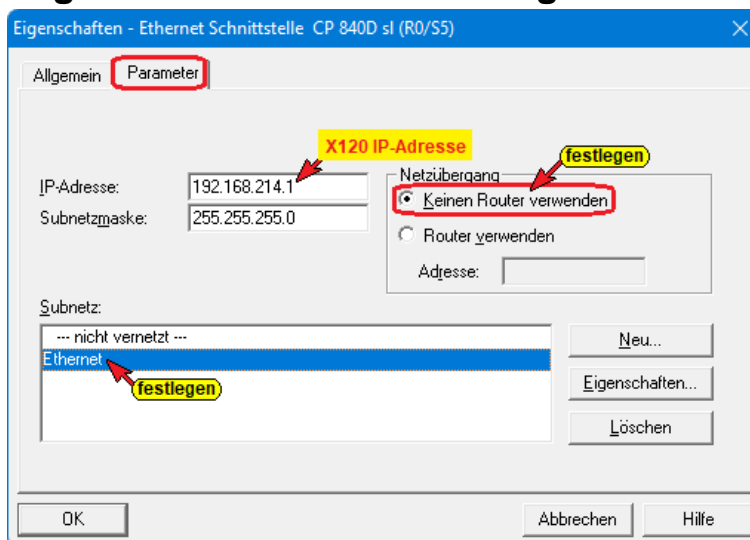 Eigenschaften - Ethernet Schnittstelle CP 840D sl (R0/S5)
Allgemein Parameter
X120 IP-Adresse
festlegen)
Netzübergang
IP-Adresse: 192.168.214.1
Keinen Router verwenden
Subnetzmaske: 255.255.255.0
Router verwenden
Adresse:
Subnetz:
--- nicht vernetzt ---
Neu...
Ethernet
festlegen)
Eigenschaften...
Löschen
OK Abbrechen Hilfe